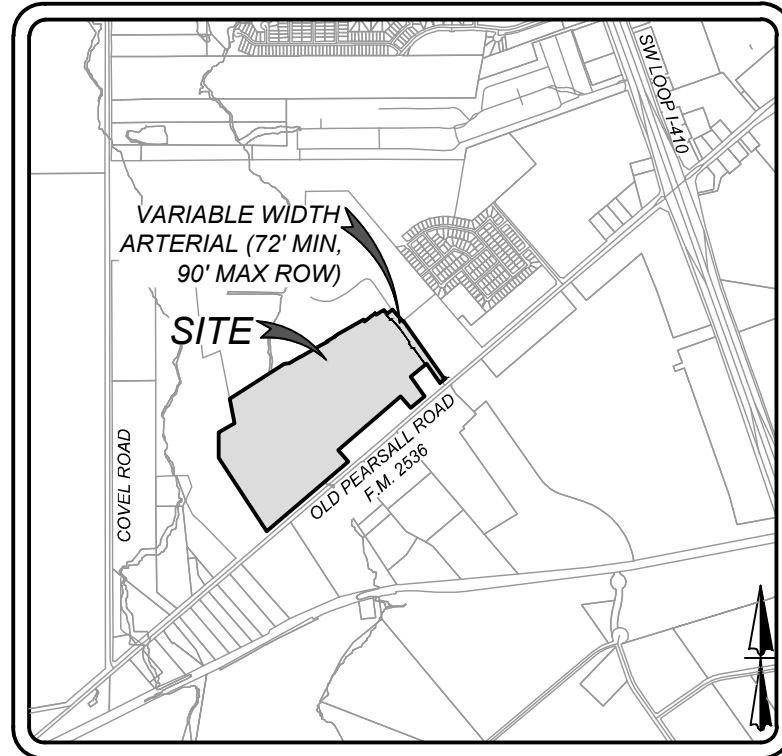 SW LOOP I-410
VARIABLE WIDTH
ARTERIAL (72' MIN,
90' MAX ROW)
SITE
COVEL ROAD
OLD PEARSALL ROAD
F.M. 2536